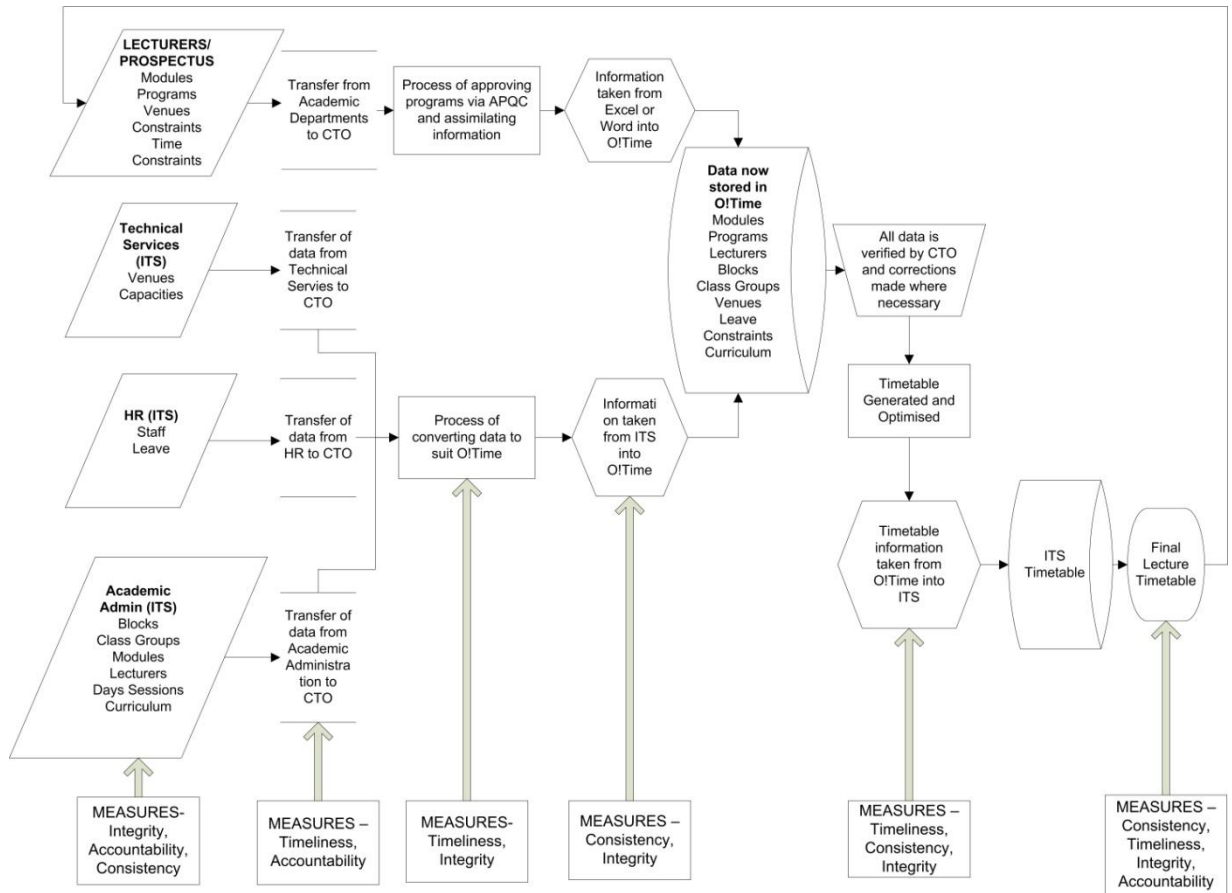 LECTURERS/
PROSPECTUS
Modules
Programs
Venues
Constraints
Time
Constraints
Transfer from
Academic
Departments
to CTO
Process of approving
programs via APQC
and assimilating
information
Information
taken from
Excel or
Word into
O!Time
Technical
Services
(ITS)
Venues
Capacities
Transfer of
data from
Technical
Servies to
CTO
Data now
stored in
O!Time
Modules
Programs
Lecturers
Blocks
Class Groups
Venues
Leave
Constraints
Curriculum
All data is
verified by CTO
and corrections
made where
necessary
HR (ITS)
Staff
Leave
Transfer of
data from
HR to CTO
Process of
converting data to
suit O!Time
Informati
on taken
from ITS
into
O!Time
Timetable
Generated and
Optimised
Academic
Admin (ITS)
Blocks
Class Groups
Modules
Lecturers
Days Sessions
Curriculum
Transfer of
data from
Academic
Administra
tion to
CTO
Timetable
information
taken from
O!Time into
ITS
ITS
Timetable
Final
Lecture
Timetable
MEASURES-
Integrity,
Accountability,
Consistency
MEASURES –
Timeliness,
Accountability
MEASURES-
Timeliness,
Integrity
MEASURES –
Consistency,
Integrity
MEASURES –
Timeliness,
Consistency,
Integrity
MEASURES –
Consistency,
Timeliness,
Integrity,
Accountability